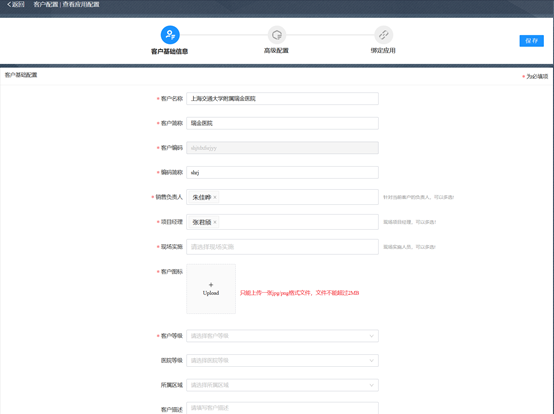 返回 客户配置 | 查看应用配置
客户基础信息 高级配置 绑定应用
保存
客户基础配置 * 为必填项
* 客户名称 上海交通大学附属瑞金医院
* 客户简称 瑞金医院
* 客户编码
* 编码简称 shrj
* 销售负责人 朱佳晔 × 针对当前客户的负责人，可以多选!
* 项目经理 张君颀 × 选填项目经理，可以多选!
* 现场实施 请选择现场实施 现场实施人员，可以多选!
* 客户图标 + Upload 只能上传一张jpg/png格式文件，文件不能超过2MB
* 客户等级 请选择客户等级
医院等级 请选择医院等级
所属区域 请选择所属区域
客户描述 请填写客户描述